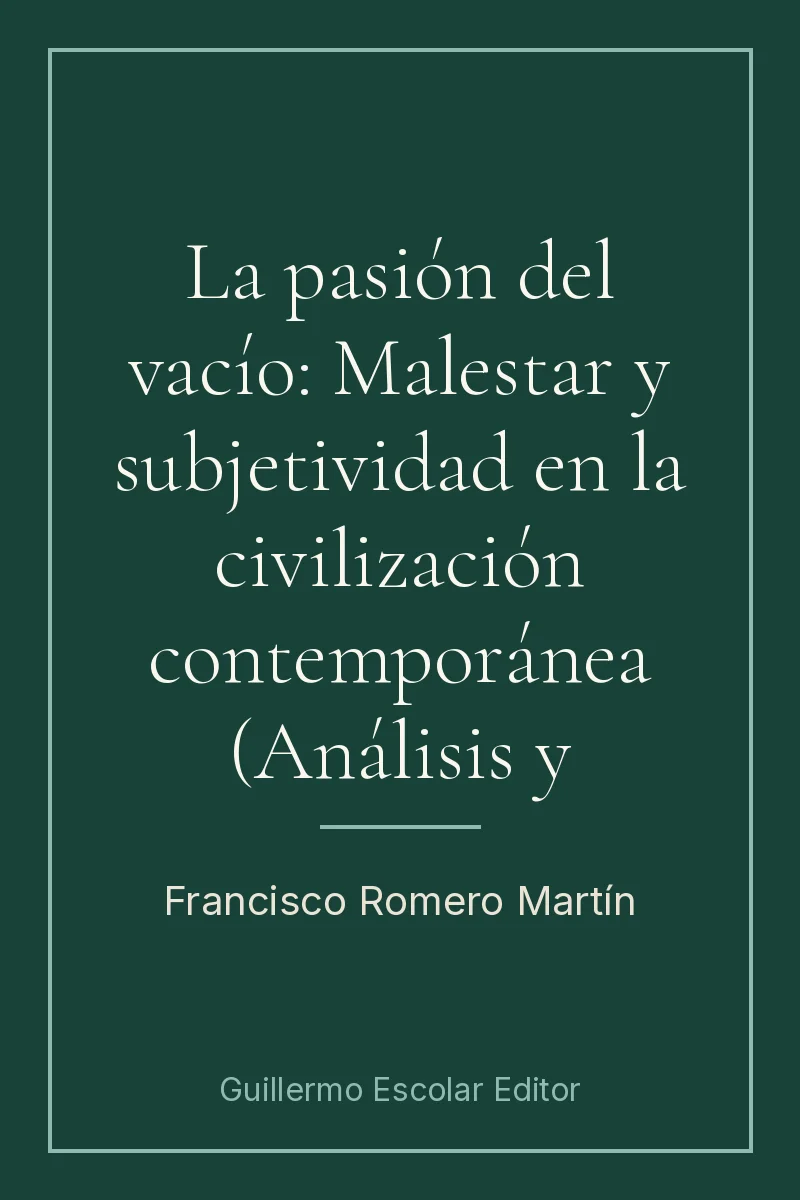 La pasión del
vacío: Malestar y
subjetividad en la
civilización
contemporánea
(Análisis y
Francisco Romero Martín
Guillermo Escolar Editor